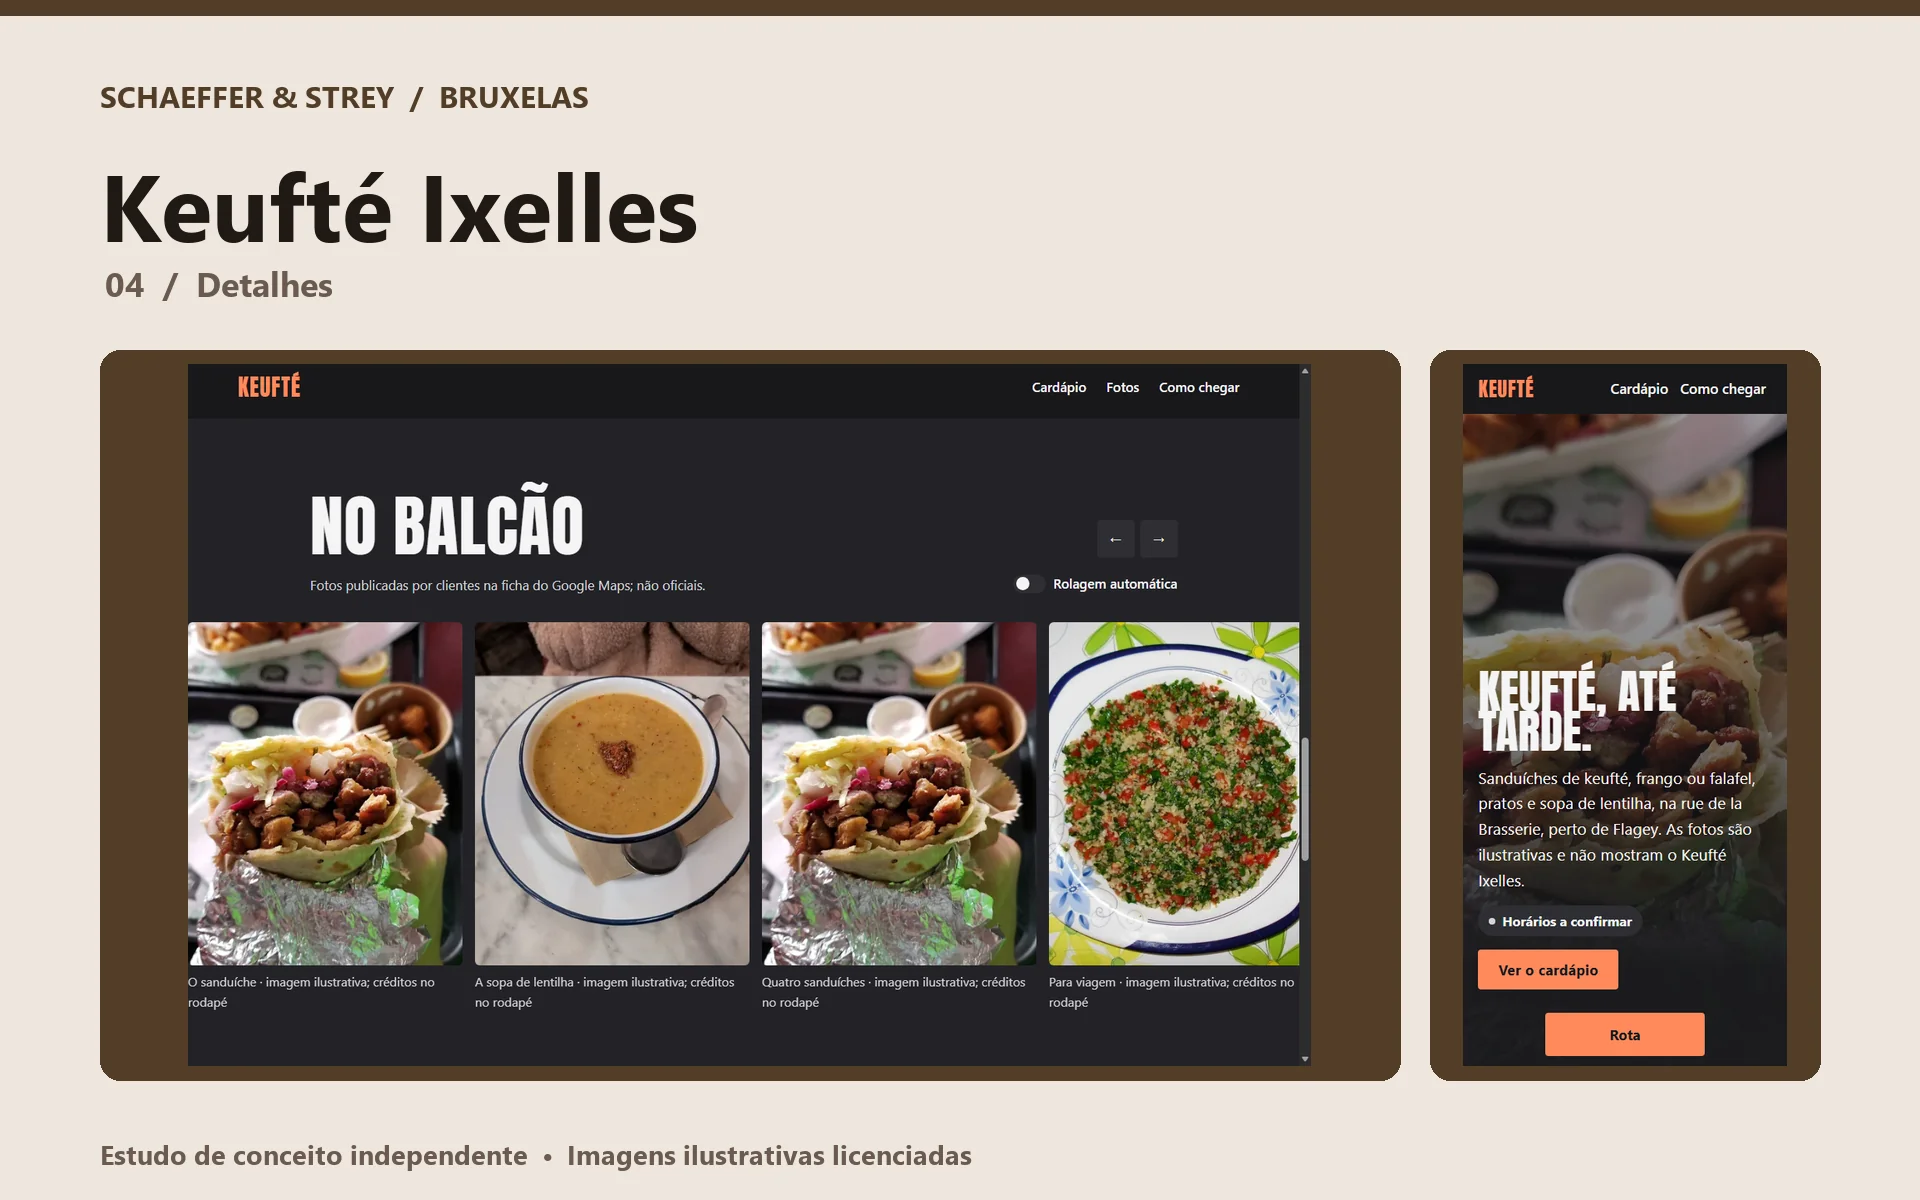 SCHAEFFER & STREY / BRUXELAS
Keufté Ixelles
04 / Detalhes
KEUFTÉ
Cardápio Fotos Como chegar
NO BALCÃO
← →
Fotos publicadas por clientes na ficha do Google Maps; não oficiais.
Rolagem automática
O sanduíche · imagem ilustrativa; créditos no
rodapé
A sopa de lentilha · imagem ilustrativa; créditos
no rodapé
Quatro sanduíches · imagem ilustrativa; créditos
no rodapé
Para viagem · imagem ilustrativa; créditos no
rodapé
KEUFTÉ
Cardápio Como chegar
KEUFTÉ, ATÉ
TARDE.
Sanduíches de keufté, frango ou falafel,
pratos e sopa de lentilha, na rue de la
Brasserie, perto de Flagey. As fotos são
ilustrativas e não mostram o Keufté
Ixelles.
Horários a confirmar
Ver o cardápio
Rota
Estudo de conceito independente • Imagens ilustrativas licenciadas